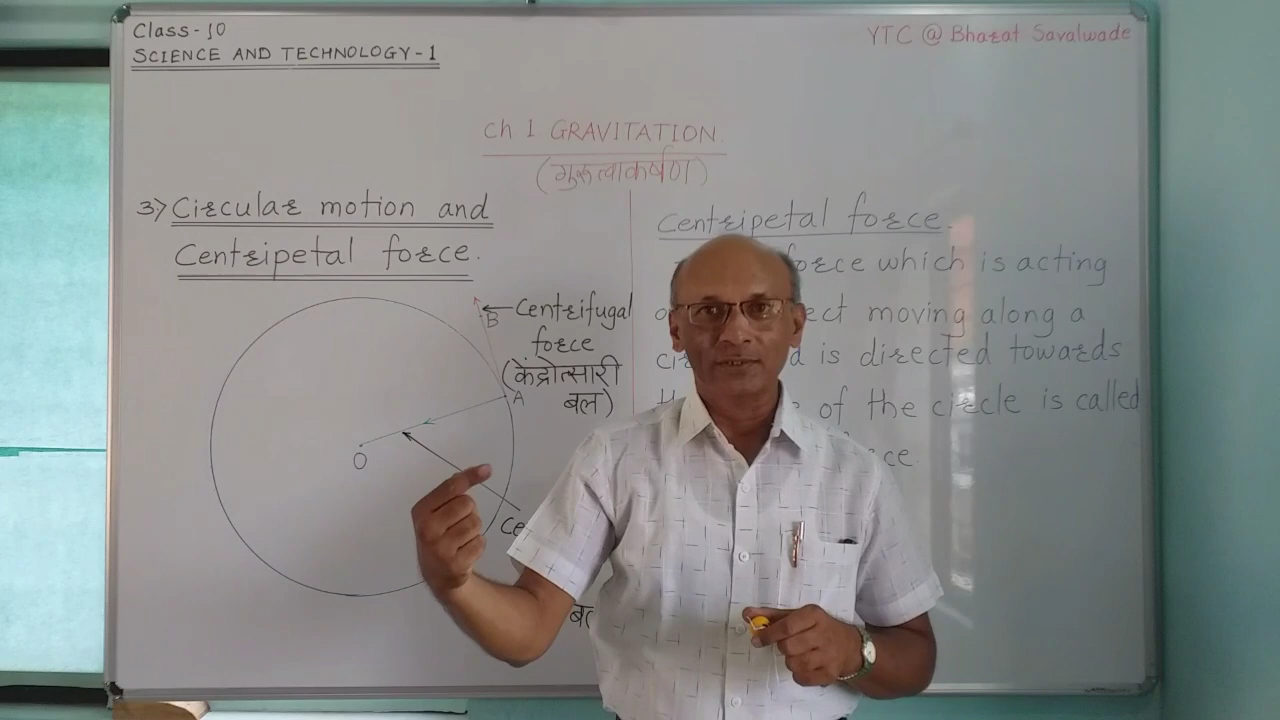 Class-10
SCIENCE AND TECHNOLOGY-1
YTC @ Bharat Savalwade
Ch 1 GRAVITATION
(गुरुत्वाकर्षण)
3) Circular motion and
Centripetal force.
B
Centrifugal
force
(केंद्रोत्सारी
बल)
A
O
Centripetal force.
force which is acting
moving along a
is directed towards
of the circle is called